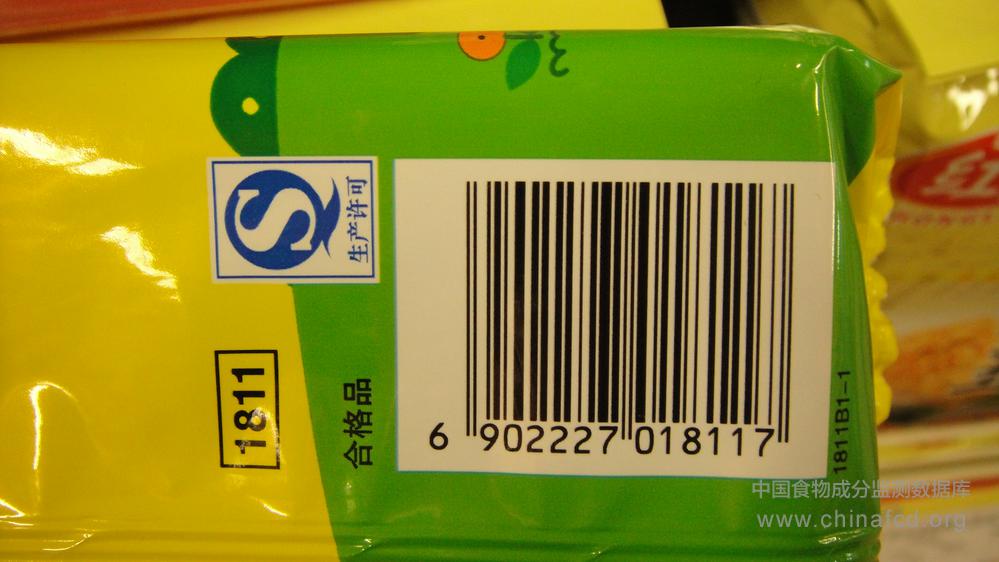 生产许可
1811
合格品
6 902227 018117
1811B1-1
红
中国食物成分监测数据库
www.chinafcd.org